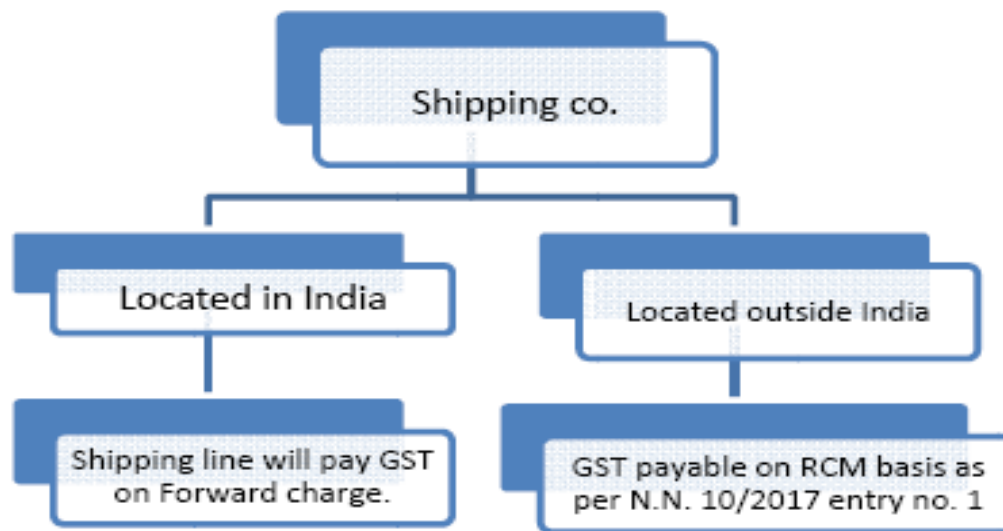 Shipping co.
Located in India
Located outside India
Shipping line will pay GST
on Forward charge.
GST payable on RCM basis as
per N.N. 10/2017 entry no. 1